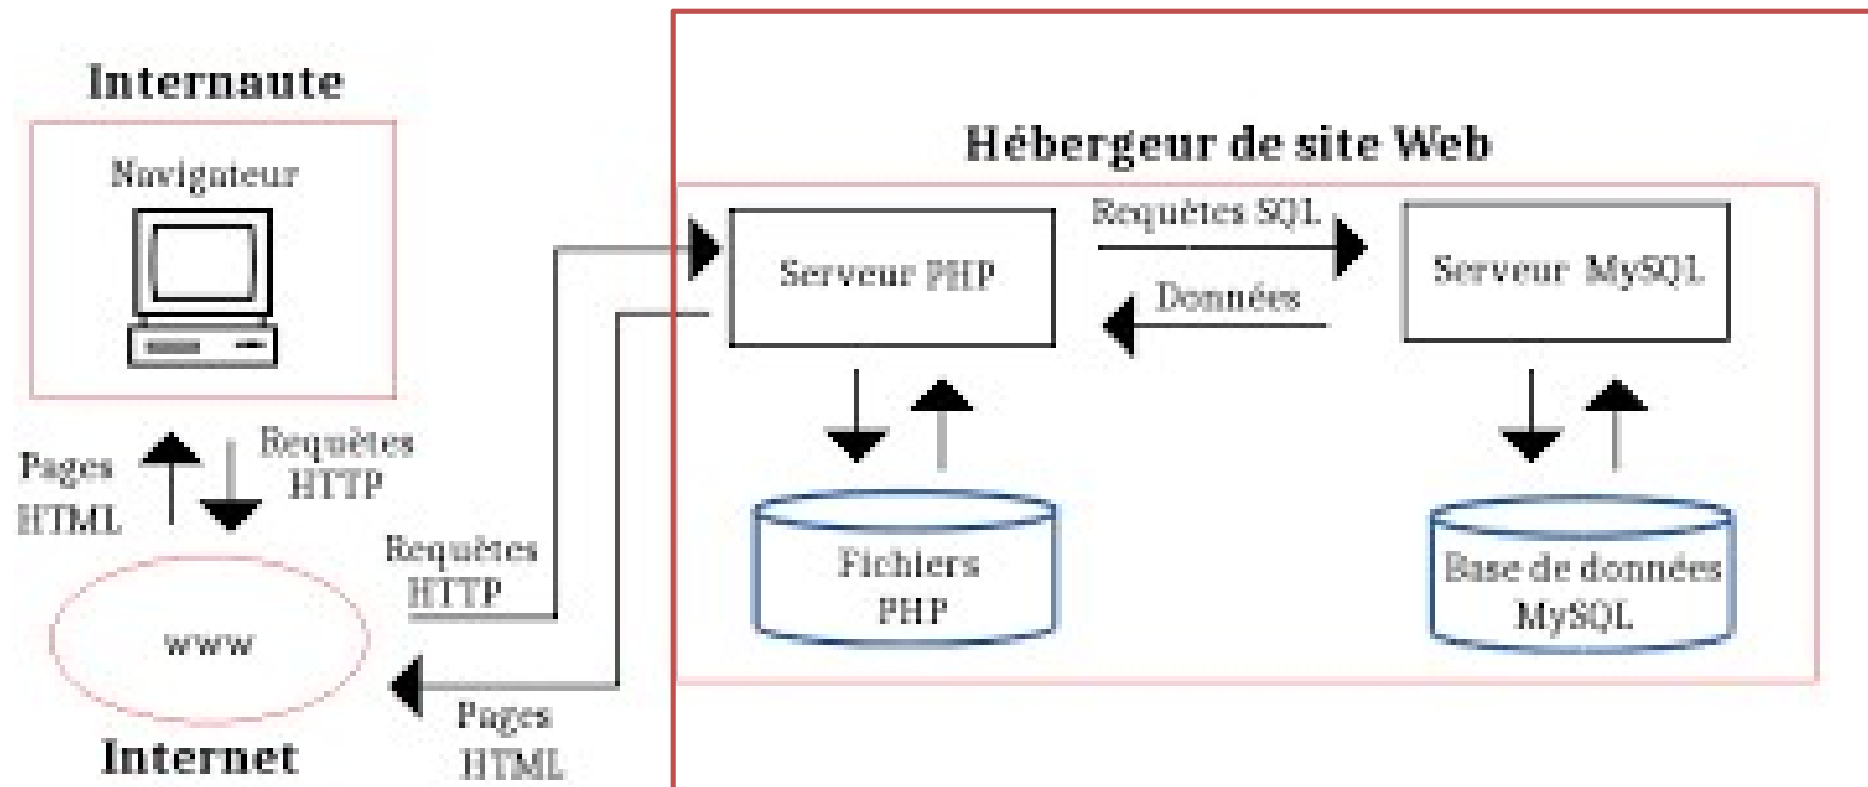 Internaute
Navigateur
Pages
HTML
Requêtes
HTTP
www
Internet
Requêtes
HTTP
Pages
HTML
Hébergeur de site Web
Serveur PHP
Requêtes SQL
Données
Serveur MySQL
Fichiers
PHP
Base de données
MySQL